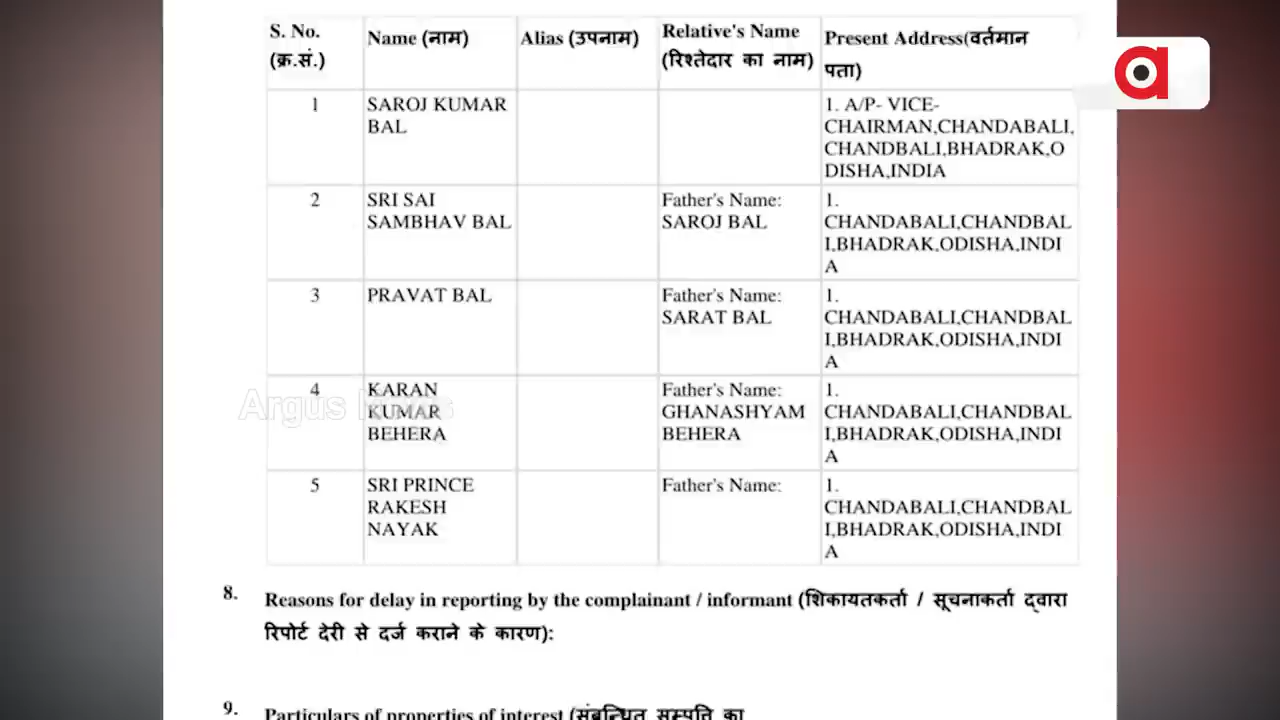 S. No. (क्र.सं.)
Name (नाम)
Alias (उपनाम)
Relative's Name
(रिश्तेदार का नाम)
Present Address(वर्तमान
पता)
1
SAROJ KUMAR
BAL
1. A/P- VICE-
CHAIRMAN,CHANDABALI,
CHANDBALI,BHADRAK,O
DISHA,INDIA
2
SRI SAI
SAMBHAV BAL
Father's Name:
SAROJ BAL
1.
CHANDABALI,CHANDBAL
I,BHADRAK,ODISHA,INDI
A
3
PRAVAT BAL
Father's Name:
SARAT BAL
1.
CHANDABALI,CHANDBAL
I,BHADRAK,ODISHA,INDI
A
4
KARAN
KUMAR
BEHERA
Father's Name:
GHANASHYAM
BEHERA
1.
CHANDABALI,CHANDBAL
I,BHADRAK,ODISHA,INDI
A
Argus News
5
SRI PRINCE
RAKESH
NAYAK
Father's Name:
1.
CHANDABALI,CHANDBAL
I,BHADRAK,ODISHA,INDI
A
8. Reasons for delay in reporting by the complainant / informant (शिकायतकर्ता / सूचनाकर्ता द्वारा
रिपोर्ट देरी से दर्ज कराने के कारण):
9. Particulars of properties of interest (संबन्धित सम्पत्ति का
a